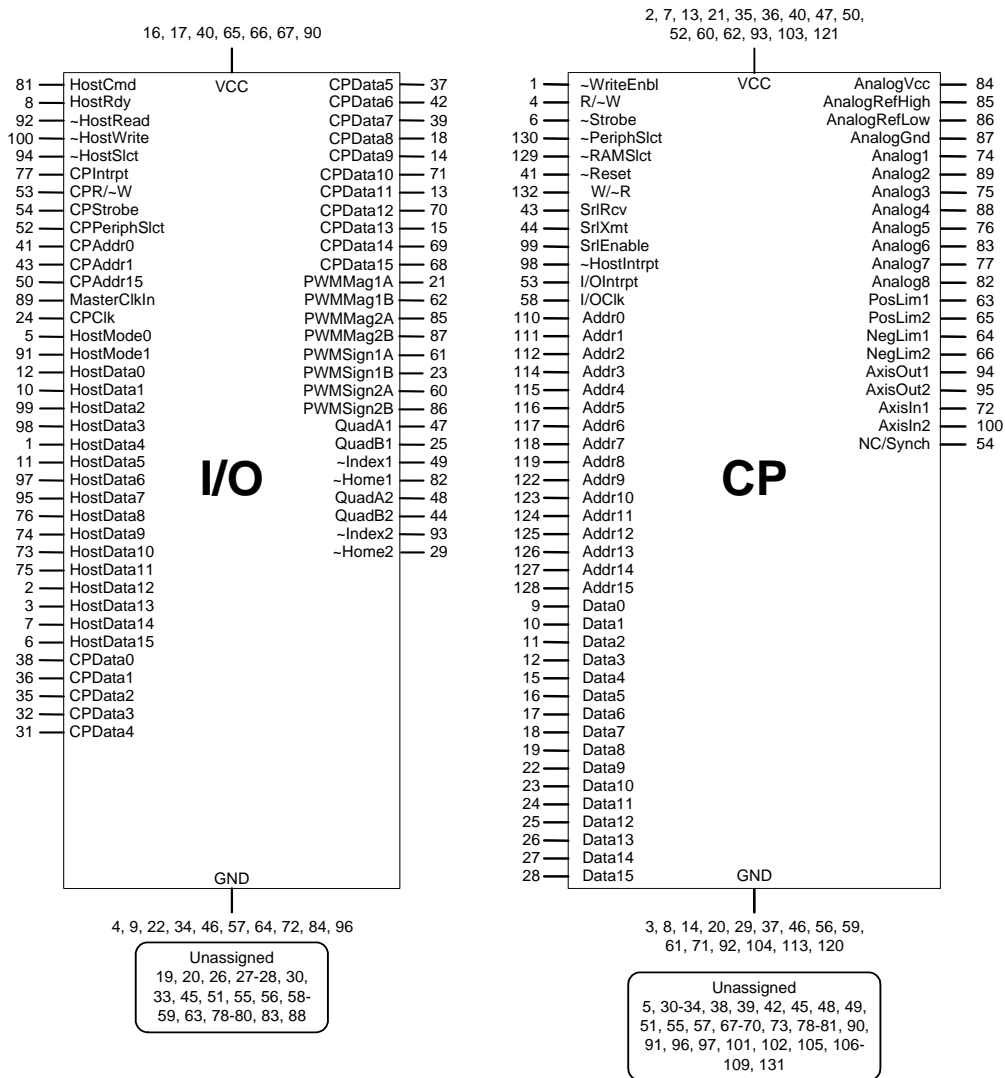 16, 17, 40, 65, 66, 67, 90
VCC
81 HostCmd
8 HostRdy
92 ~HostRead
100 ~HostWrite
94 ~HostSlct
77 CPIntrpt
53 CPR/~W
54 CPStrobe
52 CPPeriphSlct
41 CPAddr0
43 CPAddr1
50 CPAddr15
89 MasterClkIn
24 CPClk
5 HostMode0
91 HostMode1
12 HostData0
10 HostData1
99 HostData2
98 HostData3
1 HostData4
11 HostData5
97 HostData6
95 HostData7
76 HostData8
74 HostData9
73 HostData10
75 HostData11
2 HostData12
3 HostData13
7 HostData14
6 HostData15
38 CPData0
36 CPData1
35 CPData2
32 CPData3
31 CPData4
I/O
CPData5 37
CPData6 42
CPData7 39
CPData8 18
CPData9 14
CPData10 71
CPData11 13
CPData12 70
CPData13 15
CPData14 69
CPData15 68
PWMMag1A 21
PWMMag1B 62
PWMMag2A 85
PWMMag2B 87
PWMSign1A 61
PWMSign1B 23
PWMSign2A 60
PWMSign2B 86
QuadA1 47
QuadB1 25
~Index1 49
~Home1 82
QuadA2 48
QuadB2 44
~Index2 93
~Home2 29
GND
4, 9, 22, 34, 46, 57, 64, 72, 84, 96
Unassigned
19, 20, 26, 27-28, 30,
33, 45, 51, 55, 56, 58-
59, 63, 78-80, 83, 88
2, 7, 13, 21, 35, 36, 40, 47, 50,
52, 60, 62, 93, 103, 121
VCC
1 ~WriteEnbl
4 R/~W
6 ~Strobe
130 ~PeriphSlct
129 ~RAMSlct
41 ~Reset
132 W/~R
43 SrlRcv
44 SrlXmt
99 SrlEnable
98 ~HostIntrpt
53 I/OIntrpt
58 I/OClk
110 Addr0
111 Addr1
112 Addr2
114 Addr3
115 Addr4
116 Addr5
117 Addr6
118 Addr7
119 Addr8
122 Addr9
123 Addr10
124 Addr11
125 Addr12
126 Addr13
127 Addr14
128 Addr15
9 Data0
10 Data1
11 Data2
12 Data3
15 Data4
16 Data5
17 Data6
18 Data7
19 Data8
22 Data9
23 Data10
24 Data11
25 Data12
26 Data13
27 Data14
28 Data15
CP
AnalogVcc 84
AnalogRefHigh 85
AnalogRefLow 86
AnalogGnd 87
Analog1 74
Analog2 89
Analog3 75
Analog4 88
Analog5 76
Analog6 83
Analog7 77
Analog8 82
PosLim1 63
PosLim2 65
NegLim1 64
NegLim2 66
AxisOut1 94
AxisOut2 95
AxisIn1 72
AxisIn2 100
NC/Synch 54
GND
3, 8, 14, 20, 29, 37, 46, 56, 59,
61, 71, 92, 104, 113, 120
Unassigned
5, 30-34, 38, 39, 42, 45, 48, 49,
51, 55, 57, 67-70, 73, 78-81, 90,
91, 96, 97, 101, 102, 105, 106-
109, 131